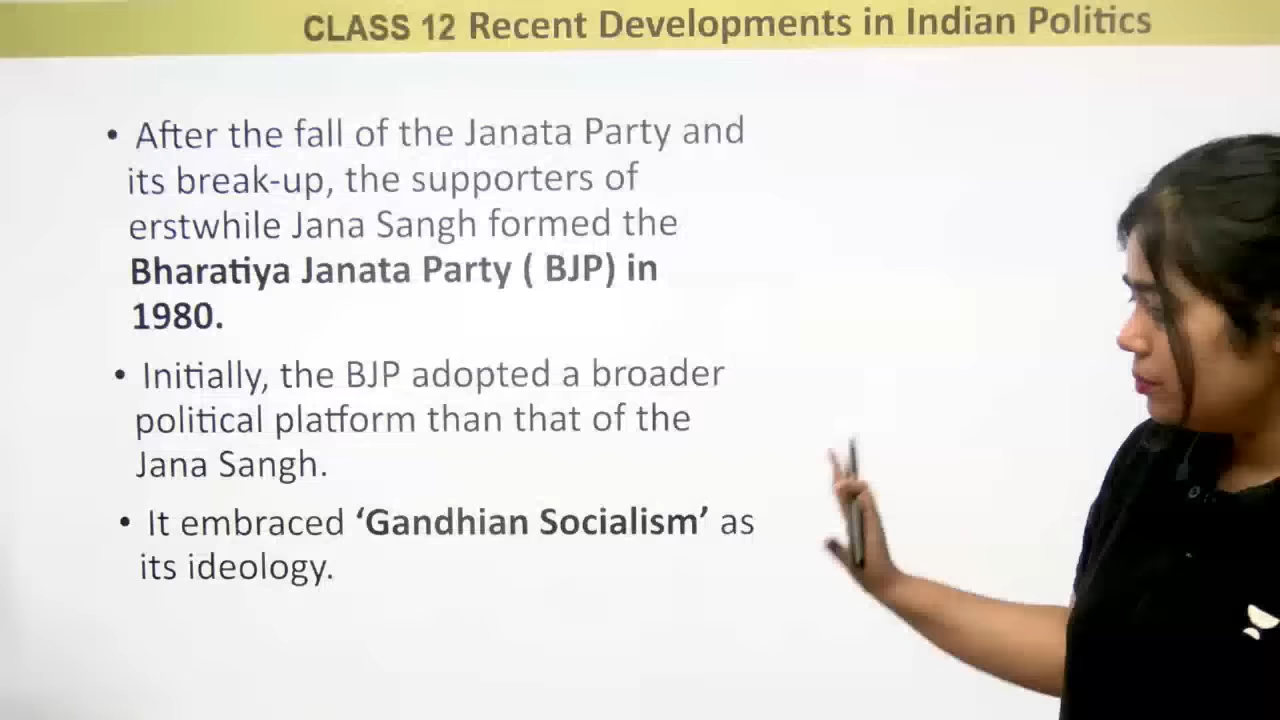 CLASS 12 Recent Developments in Indian Politics
• After the fall of the Janata Party and
its break-up, the supporters of
erstwhile Jana Sangh formed the
Bharatiya Janata Party ( BJP) in
1980.
• Initially, the BJP adopted a broader
political platform than that of the
Jana Sangh.
• It embraced ‘Gandhian Socialism’ as
its ideology.